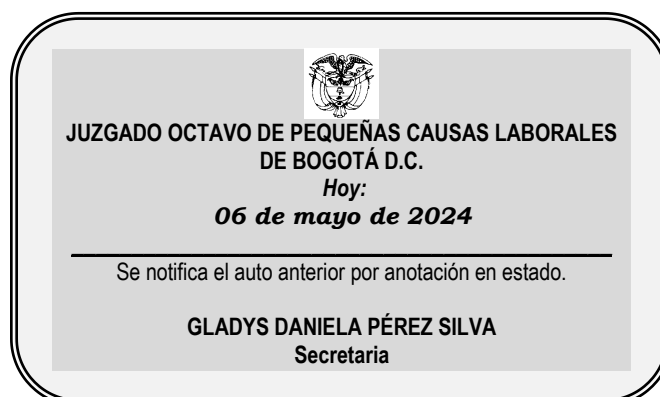 JUZGADO OCTAVO DE PEQUEÑAS CAUSAS LABORALES
DE BOGOTÁ D.C.
Hoy:
06 de mayo de 2024
Se notifica el auto anterior por anotación en estado.
GLADYS DANIELA PÉREZ SILVA
Secretaria